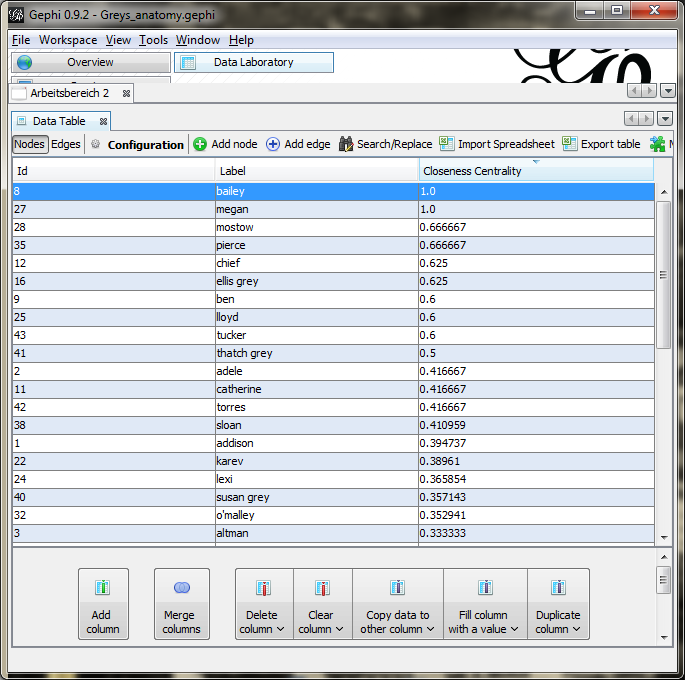 Gephi 0.9.2 - Greys_anatomy.gephi
File Workspace View Tools Window Help
Overview Data Laboratory
Arbeitsbereich 2
Data Table
Nodes Edges Configuration Add node Add edge Search/Replace Import Spreadsheet Export table
Id Label Closeness Centrality
8 bailey 1.0
27 megan 1.0
28 mostow 0.666667
35 pierce 0.666667
12 chief 0.625
16 ellis grey 0.625
9 ben 0.6
25 lloyd 0.6
43 tucker 0.6
41 thatch grey 0.5
2 adele 0.416667
11 catherine 0.416667
42 torres 0.416667
38 sloan 0.410959
1 addison 0.394737
22 karev 0.38961
24 lexi 0.365854
40 susan grey 0.357143
32 o'malley 0.352941
3 altman 0.333333
Add column
Merge columns
Delete column
Clear column
Copy data to other column
Fill column with a value
Duplicate column